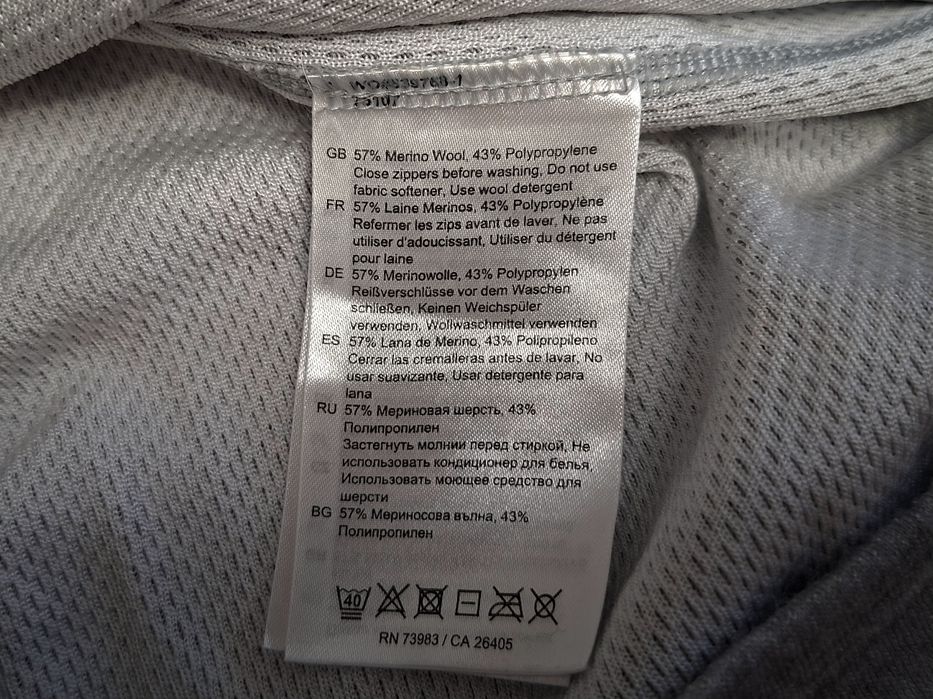 75107
GB 57% Merino Wool, 43% Polypropylene
Close zippers before washing, Do not use
fabric softener, Use wool detergent
FR 57% Laine Merinos, 43% Polypropylène
Refermer les zips avant de laver, Ne pas
utiliser d'adoucissant, Utiliser du détergent
pour laine
DE 57% Merinowolle, 43% Polypropylen
Reißverschlüsse vor dem Waschen
schließen, Keinen Weichspüler
verwenden, Wollwaschmittel verwenden
ES 57% Lana de Merino, 43% Polipropileno
Cerrar las cremalleras antes de lavar, No
usar suavizante, Usar detergente para
lana
RU 57% Мериновая шерсть, 43%
Полипропилен
Застегнуть молнии перед стиркой, Не
использовать кондиционер для белья,
Использовать моющее средство для
шерсти
BG 57% Мериносова вълна, 43%
Полипропилен
40
RN 73983 / CA 26405